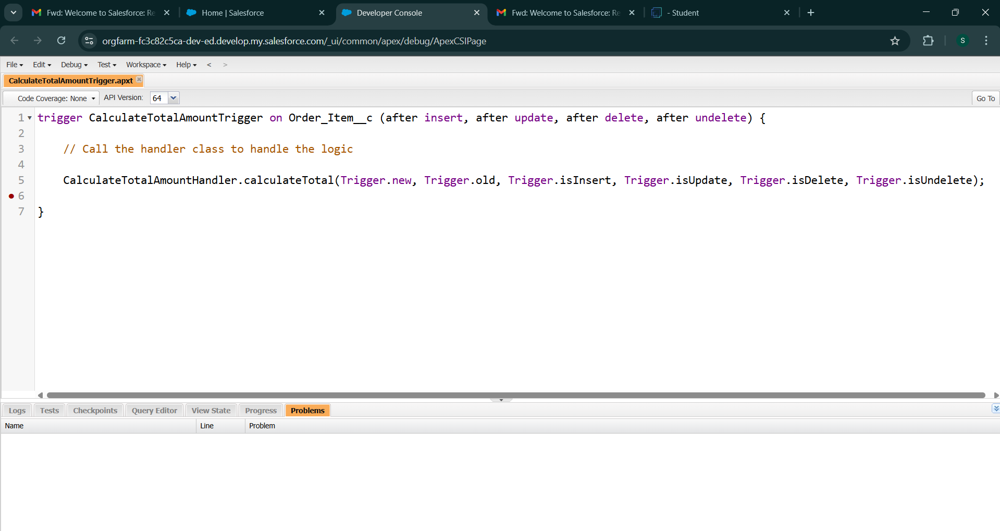 Fwd: Welcome to Salesforce: Re
Home | Salesforce
Developer Console
Fwd: Welcome to Salesforce: Re
- Student
orgfarm-fc3c82c5ca-dev-ed.develop.my.salesforce.com/_ui/common/apex/debug/ApexCSIPage
S
File Edit Debug Test Workspace Help < >
CalculateTotalAmountTrigger.apxt
Code Coverage: None API Version: 64 Go To
1 trigger CalculateTotalAmountTrigger on Order_Item__c (after insert, after update, after delete, after undelete) {
2
3 // Call the handler class to handle the logic
4
5 CalculateTotalAmountHandler.calculateTotal(Trigger.new, Trigger.old, Trigger.isInsert, Trigger.isUpdate, Trigger.isDelete, Trigger.isUndelete);
6
7 }
Logs Tests Checkpoints Query Editor View State Progress Problems
Name Line Problem